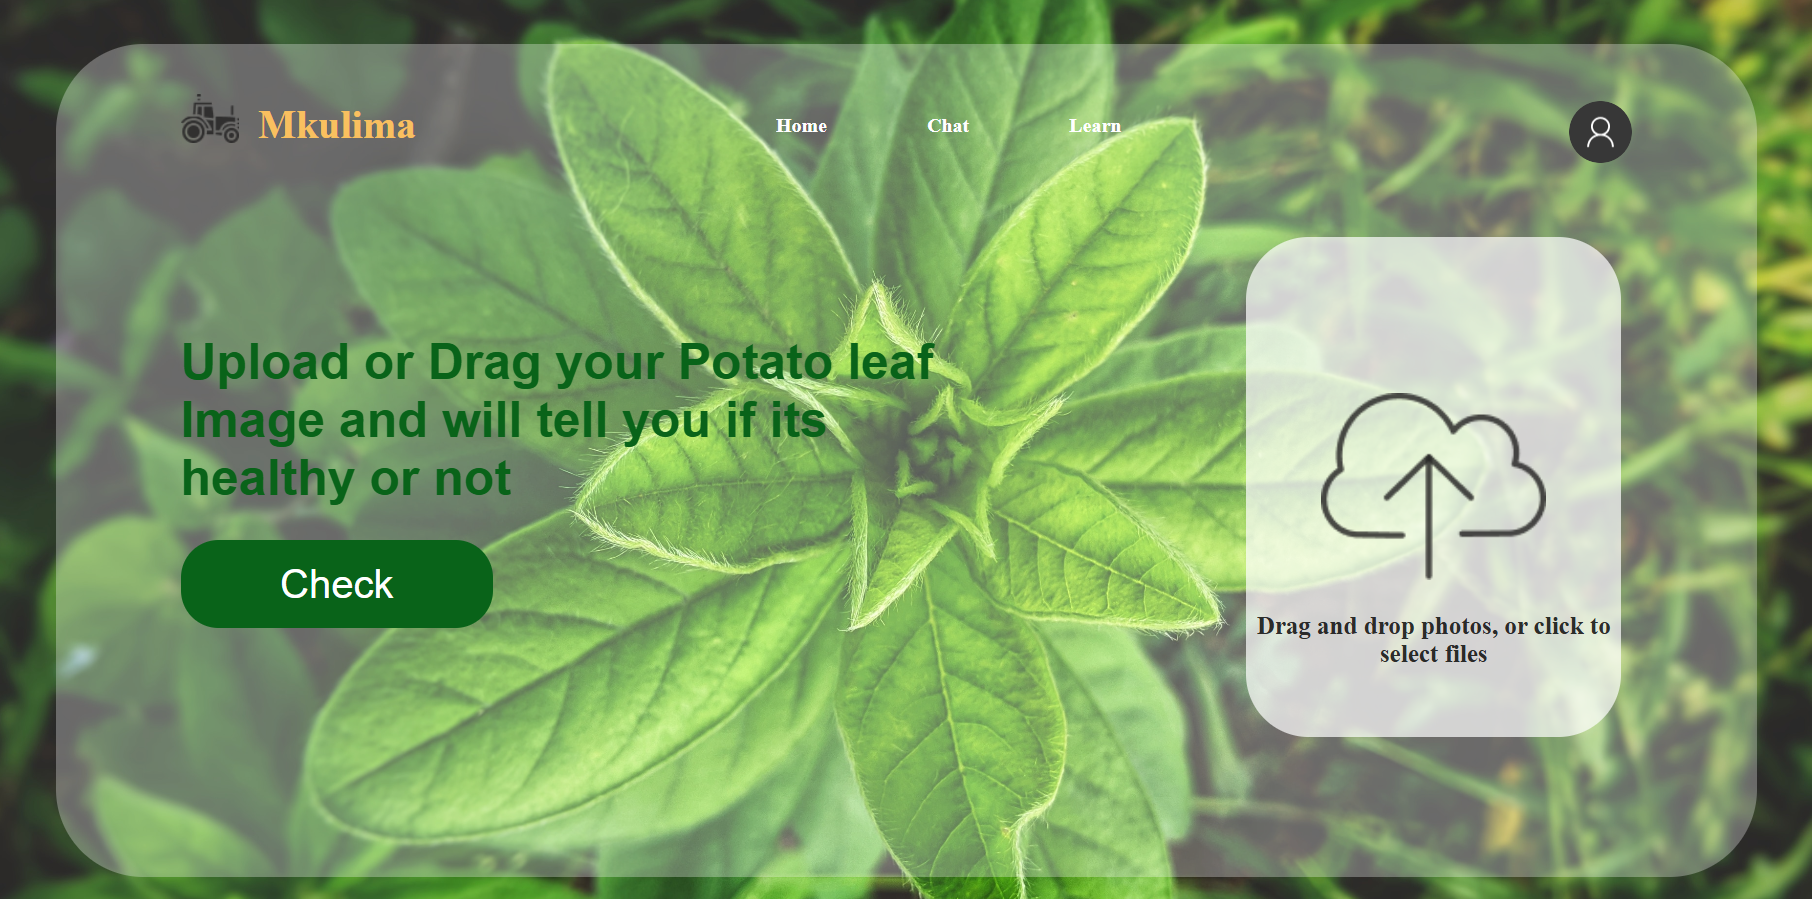 Mkulima
Home
Chat
Learn
Upload or Drag your Potato leaf
Image and will tell you if its
healthy or not
Check
Drag and drop photos, or click to
select files